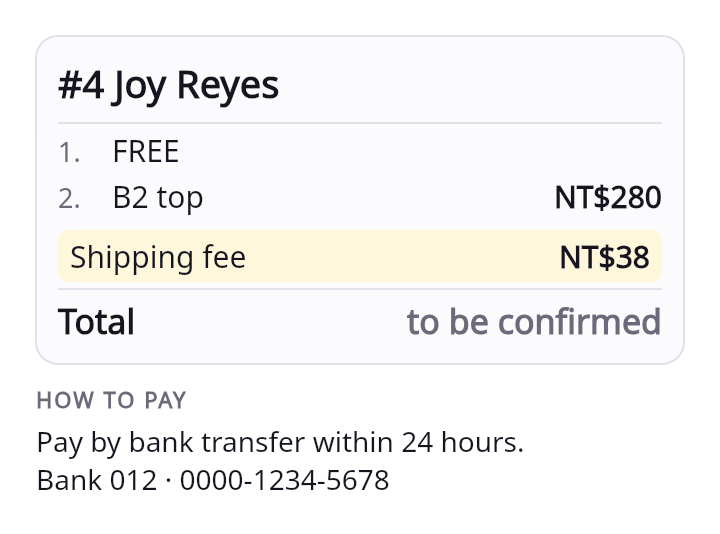 #4 Joy Reyes
1. FREE
2. B2 top NT$280
Shipping fee NT$38
Total to be confirmed
HOW TO PAY
Pay by bank transfer within 24 hours.
Bank 012 · 0000-1234-5678